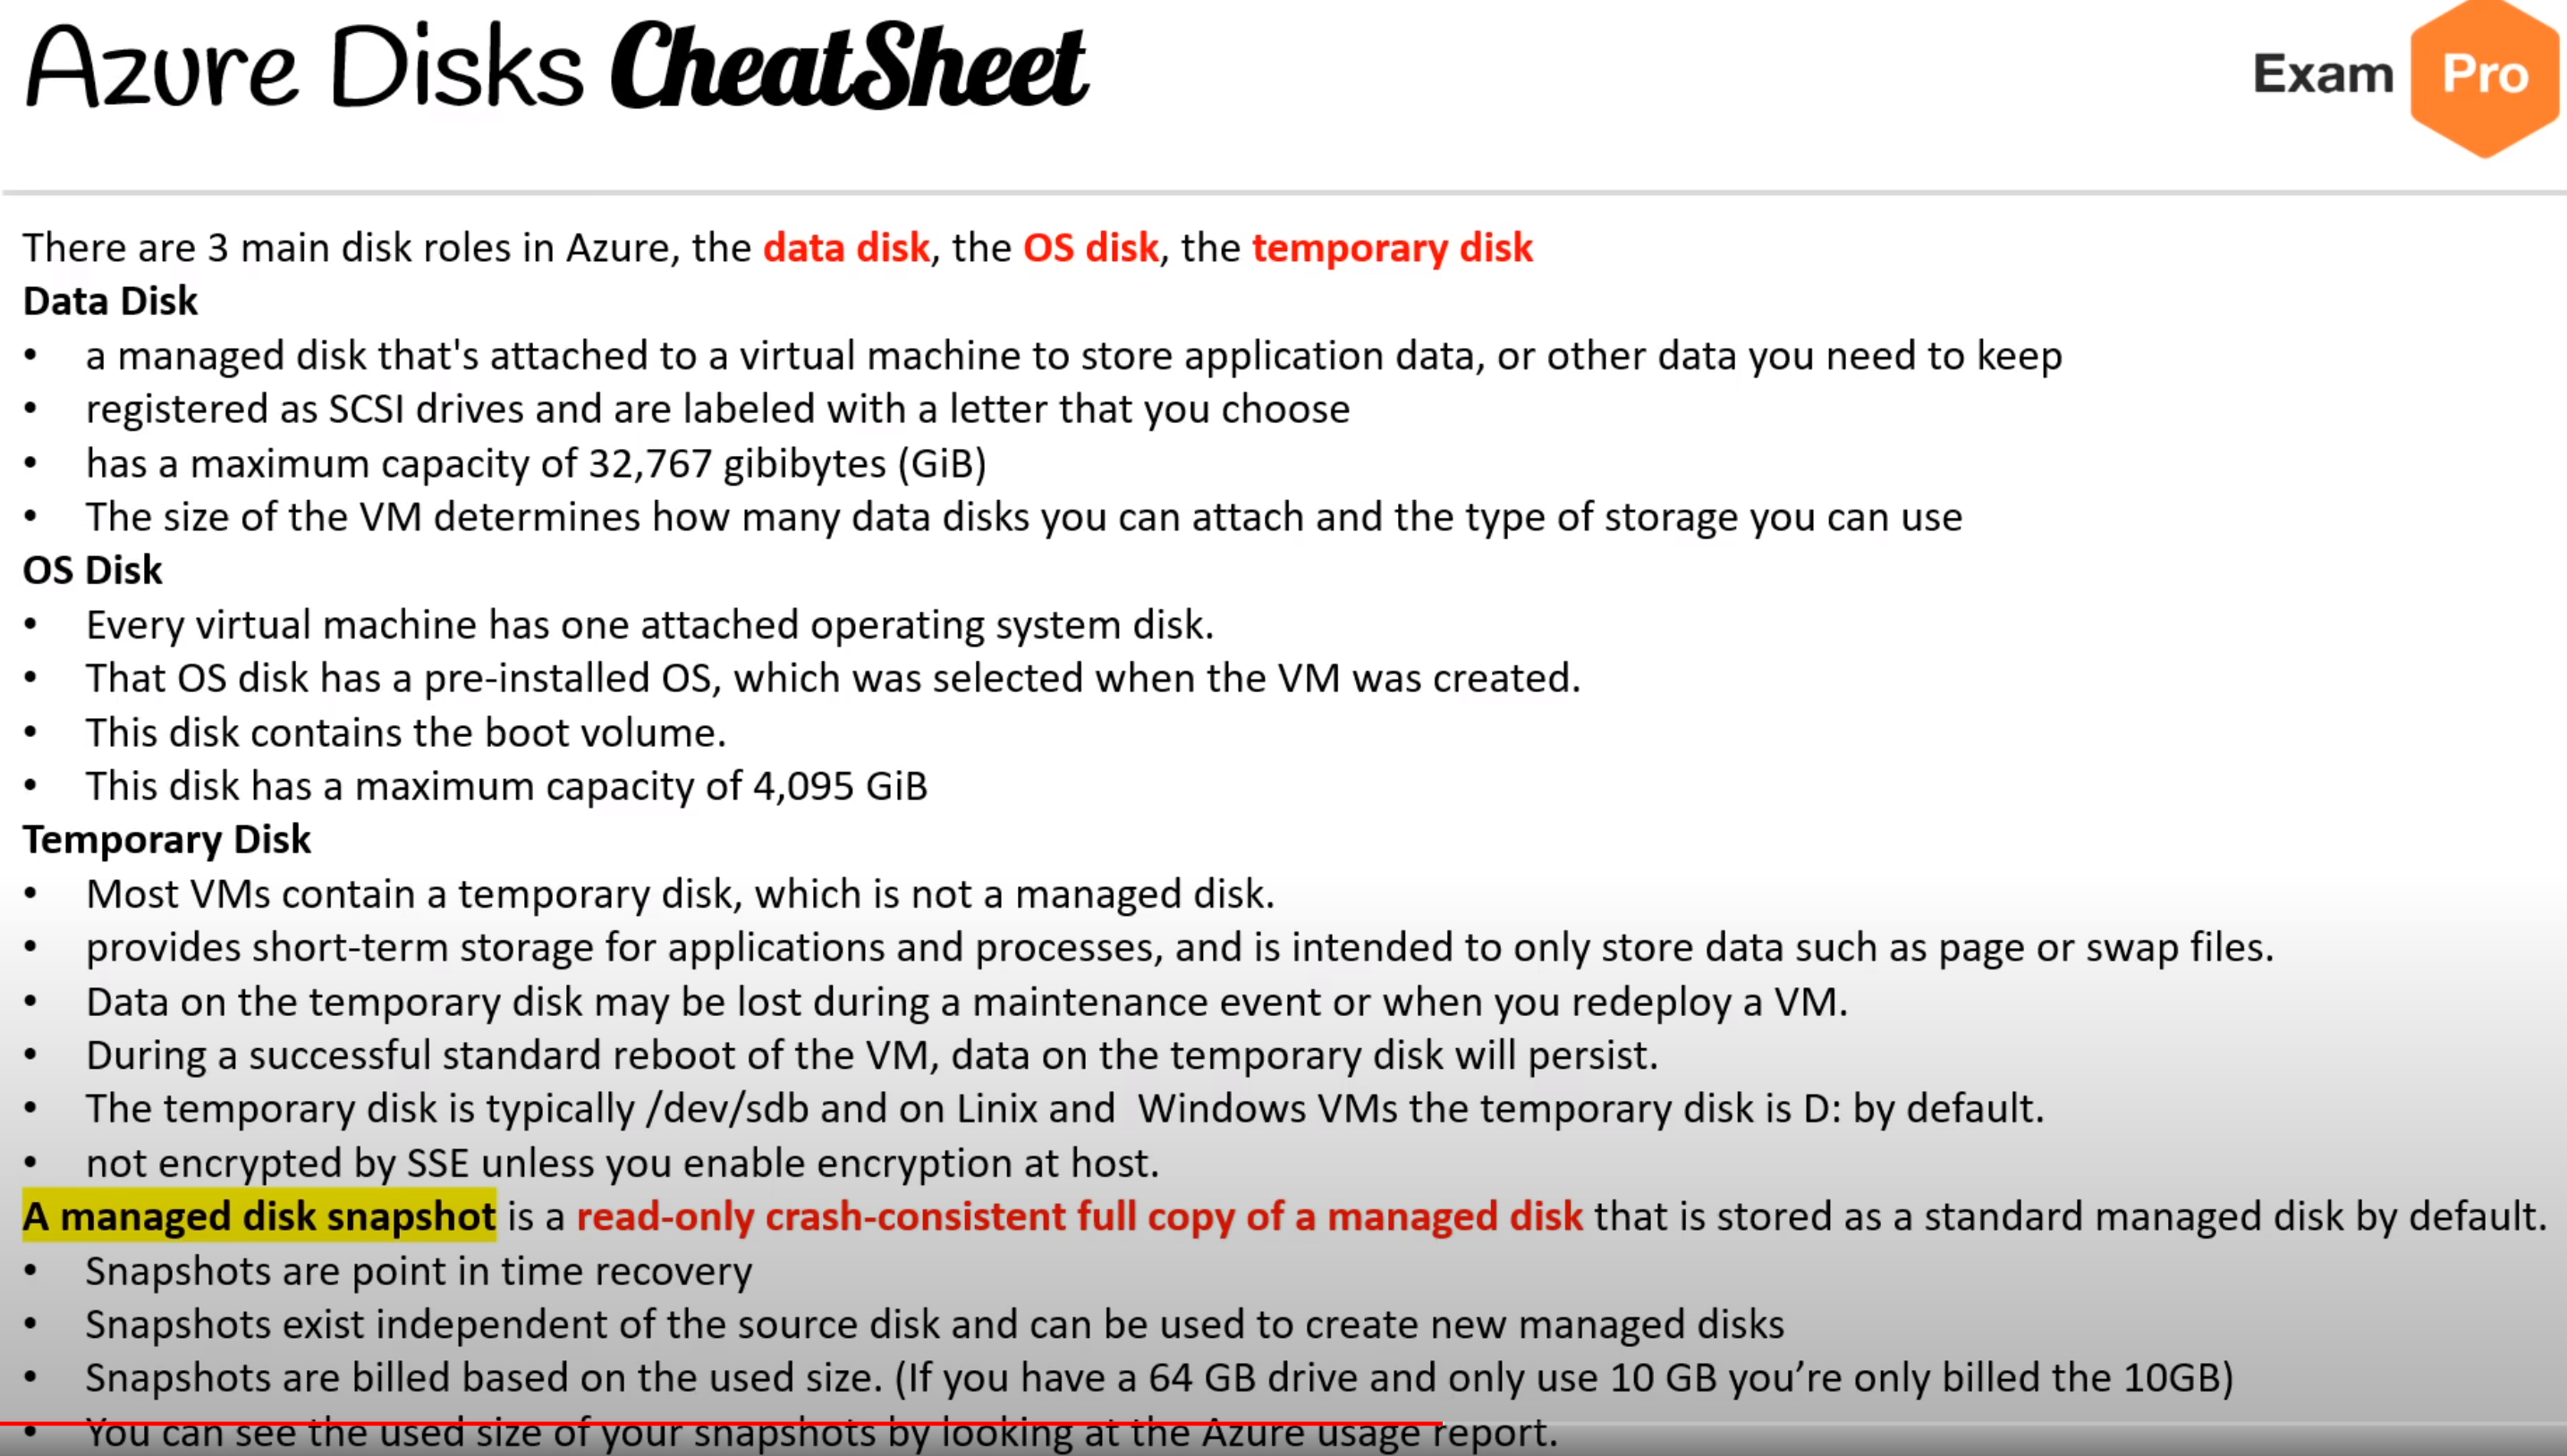 Azure Disks CheatSheet
Exam Pro
There are 3 main disk roles in Azure, the data disk, the OS disk, the temporary disk
Data Disk
• a managed disk that's attached to a virtual machine to store application data, or other data you need to keep
• registered as SCSI drives and are labeled with a letter that you choose
• has a maximum capacity of 32,767 gibibytes (GiB)
• The size of the VM determines how many data disks you can attach and the type of storage you can use
OS Disk
• Every virtual machine has one attached operating system disk.
• That OS disk has a pre-installed OS, which was selected when the VM was created.
• This disk contains the boot volume.
• This disk has a maximum capacity of 4,095 GiB
Temporary Disk
• Most VMs contain a temporary disk, which is not a managed disk.
• provides short-term storage for applications and processes, and is intended to only store data such as page or swap files.
• Data on the temporary disk may be lost during a maintenance event or when you redeploy a VM.
• During a successful standard reboot of the VM, data on the temporary disk will persist.
• The temporary disk is typically /dev/sdb and on Linix and  Windows VMs the temporary disk is D: by default.
• not encrypted by SSE unless you enable encryption at host.
A managed disk snapshot is a read-only crash-consistent full copy of a managed disk that is stored as a standard managed disk by default.
• Snapshots are point in time recovery
• Snapshots exist independent of the source disk and can be used to create new managed disks
• Snapshots are billed based on the used size. (If you have a 64 GB drive and only use 10 GB you’re only billed the 10GB)
• You can see the used size of your snapshots by looking at the Azure usage report.